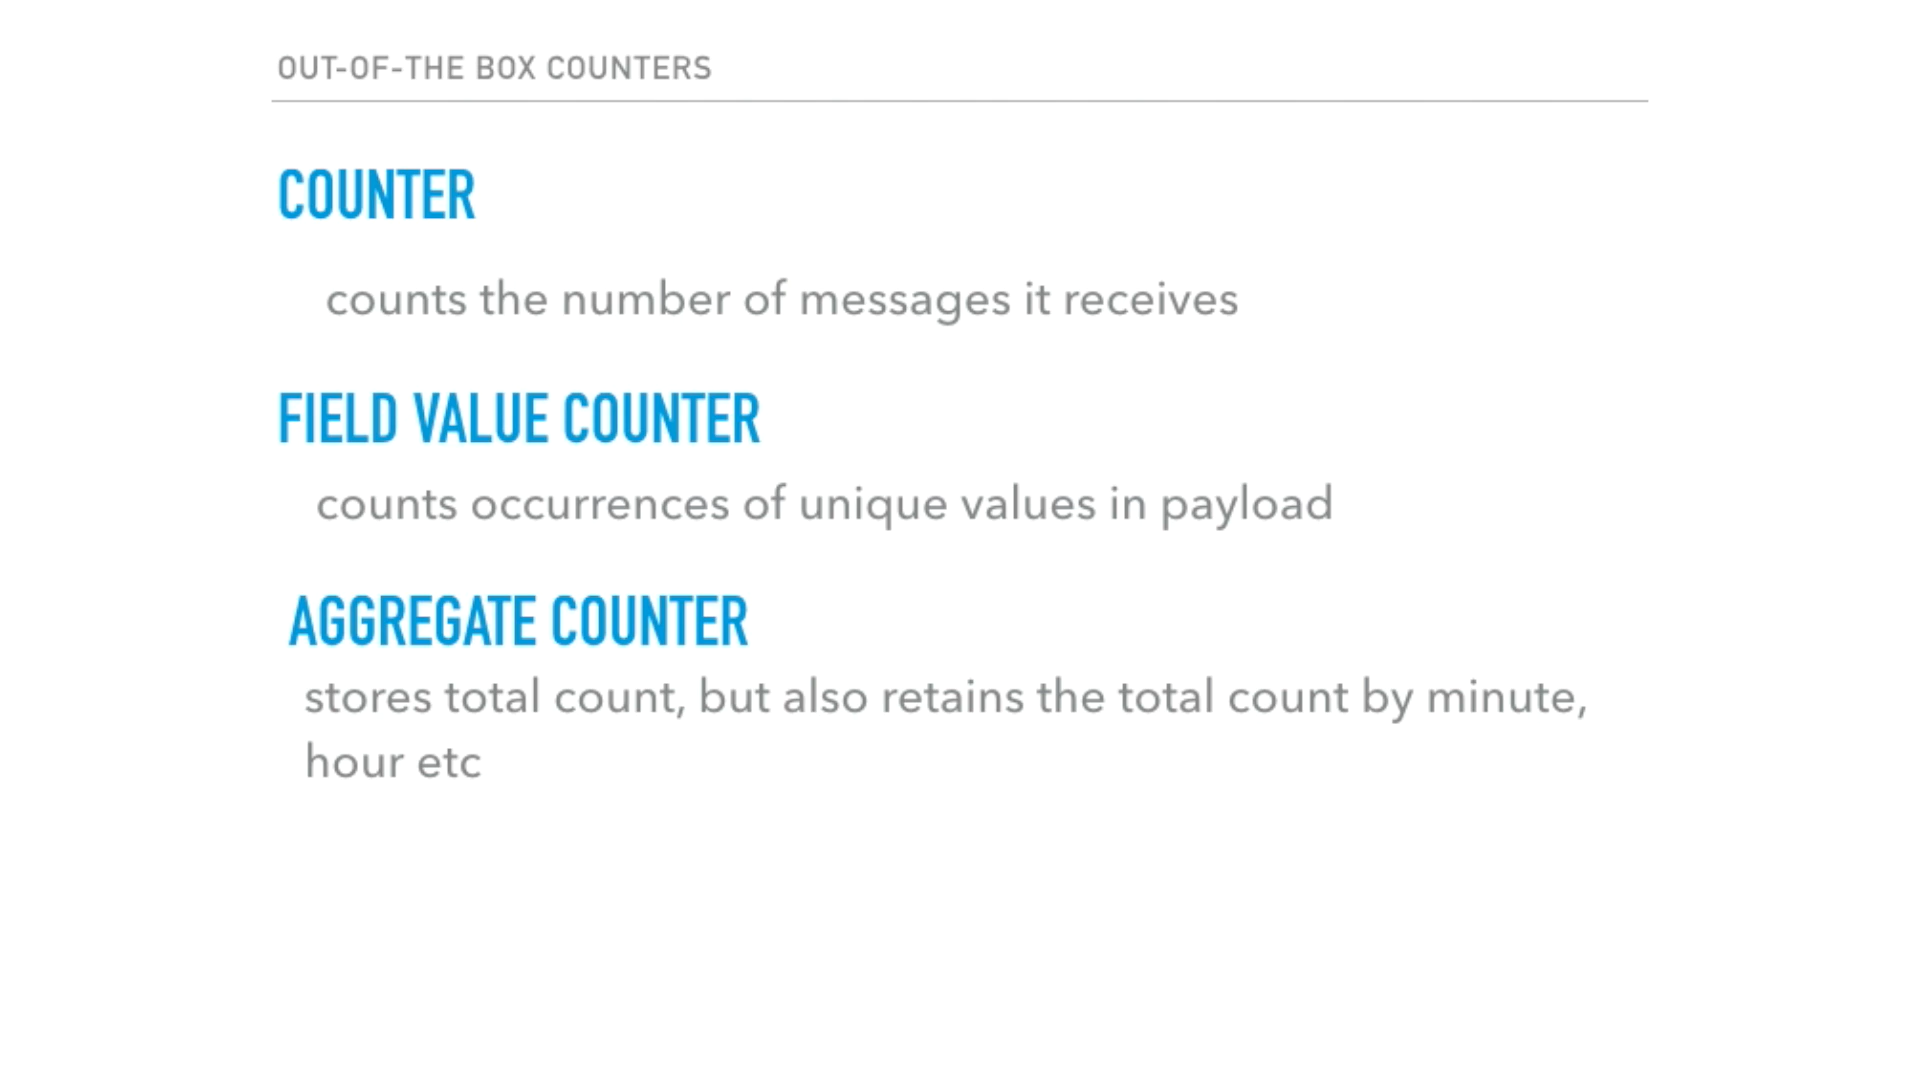 OUT-OF-THE BOX COUNTERS
COUNTER
counts the number of messages it receives
FIELD VALUE COUNTER
counts occurrences of unique values in payload
AGGREGATE COUNTER
stores total count, but also retains the total count by minute,
hour etc